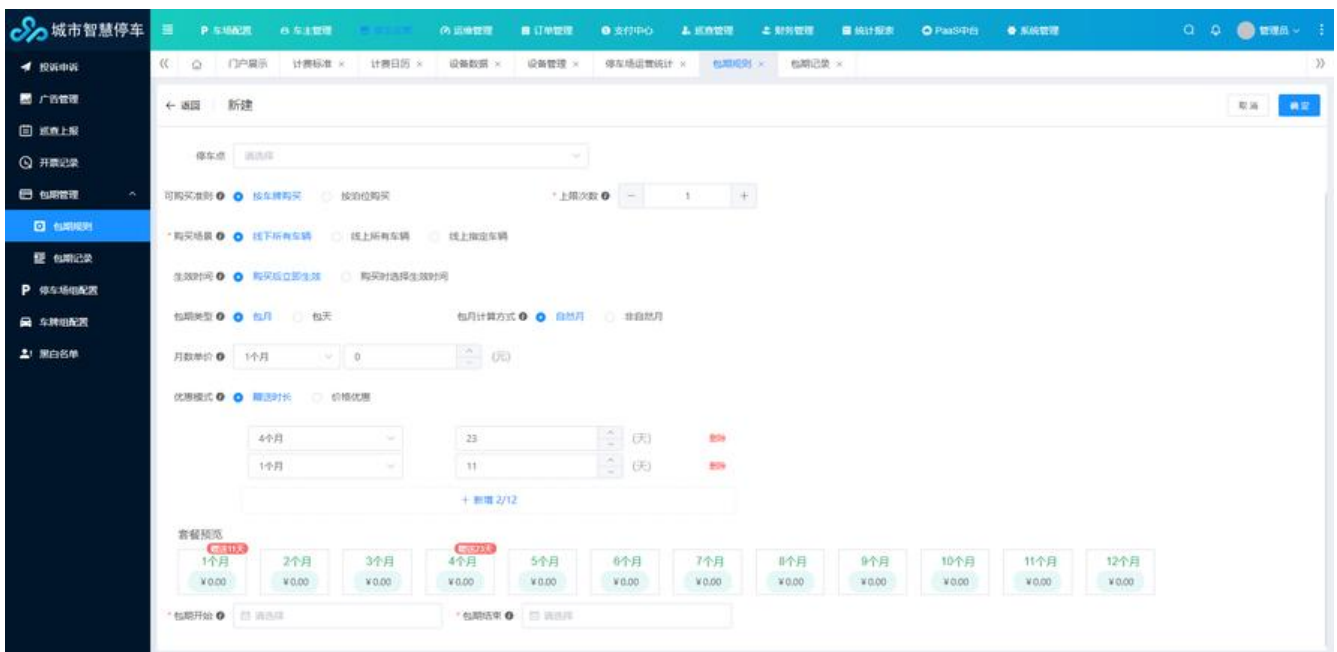 城市智慧停车
P 车场配置 车主管理 运维管理 订单管理 支付中心 巡查管理 财务管理 统计报表 PaaS中台 系统管理 管理员
投诉申诉
广告管理
巡查上报
开票记录
包期管理
包期规则
包期记录
P 停车场组配置
车牌组配置
黑白名单
门户展示 计费标准 × 计费日历 × 设备数据 × 设备管理 × 停车场运营统计 × 包期规则 × 包期记录 ×
← 返回 新建 取消 确定
停车点 请选择
可购买准则 按车牌购买 按泊位购买 * 上限次数 − 1 +
* 购买场景 线下所有车辆 线上所有车辆 线上指定车辆
生效时间 购买后立即生效 购买时选择生效时间
包期类型 包月 包天 包月计算方式 自然月 非自然月
月数单价 1个月 0 (元)
优惠模式 赠送时长 价格优惠
4个月 23 (天) 删除
1个月 11 (天) 删除
+ 新增 2/12
套餐预览
赠送11天 赠送23天
1个月 2个月 3个月 4个月 5个月 6个月 7个月 8个月 9个月 10个月 11个月 12个月
¥0.00 ¥0.00 ¥0.00 ¥0.00 ¥0.00 ¥0.00 ¥0.00 ¥0.00 ¥0.00 ¥0.00 ¥0.00 ¥0.00
* 包期开始 请选择 * 包期结束 请选择